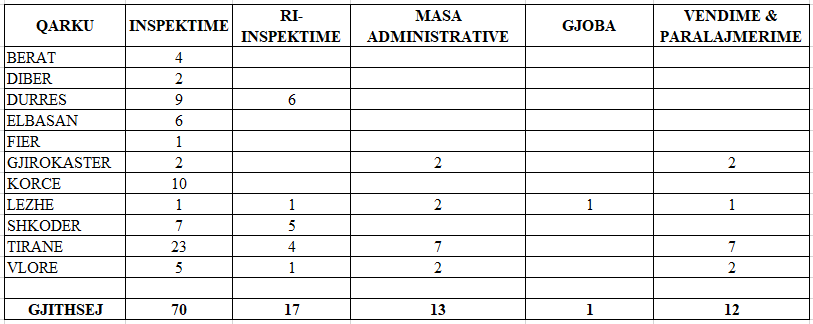 QARKU INSPEKTIME RI-INSPEKTIME MASA ADMINISTRATIVE GJOBA VENDIME & PARALAJMERIME
BERAT 4
DIBER 2
DURRES 9 6
ELBASAN 6
FIER 1
GJIROKASTER 2 2 2
KORCE 10
LEZHE 1 1 2 1 1
SHKODER 7 5
TIRANE 23 4 7 7
VLORE 5 1 2 2
GJITHSEJ 70 17 13 1 12